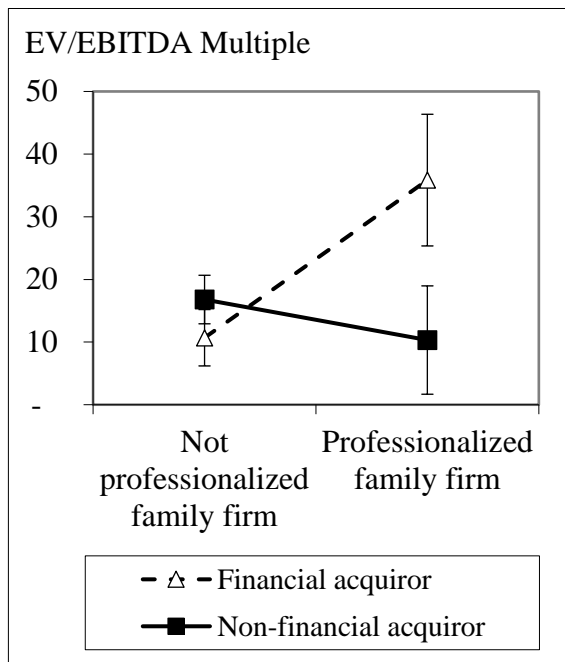 EV/EBITDA Multiple
50
40
30
20
10
-
Not
professionalized
family firm
Professionalized
family firm
Financial acquiror
Non-financial acquiror